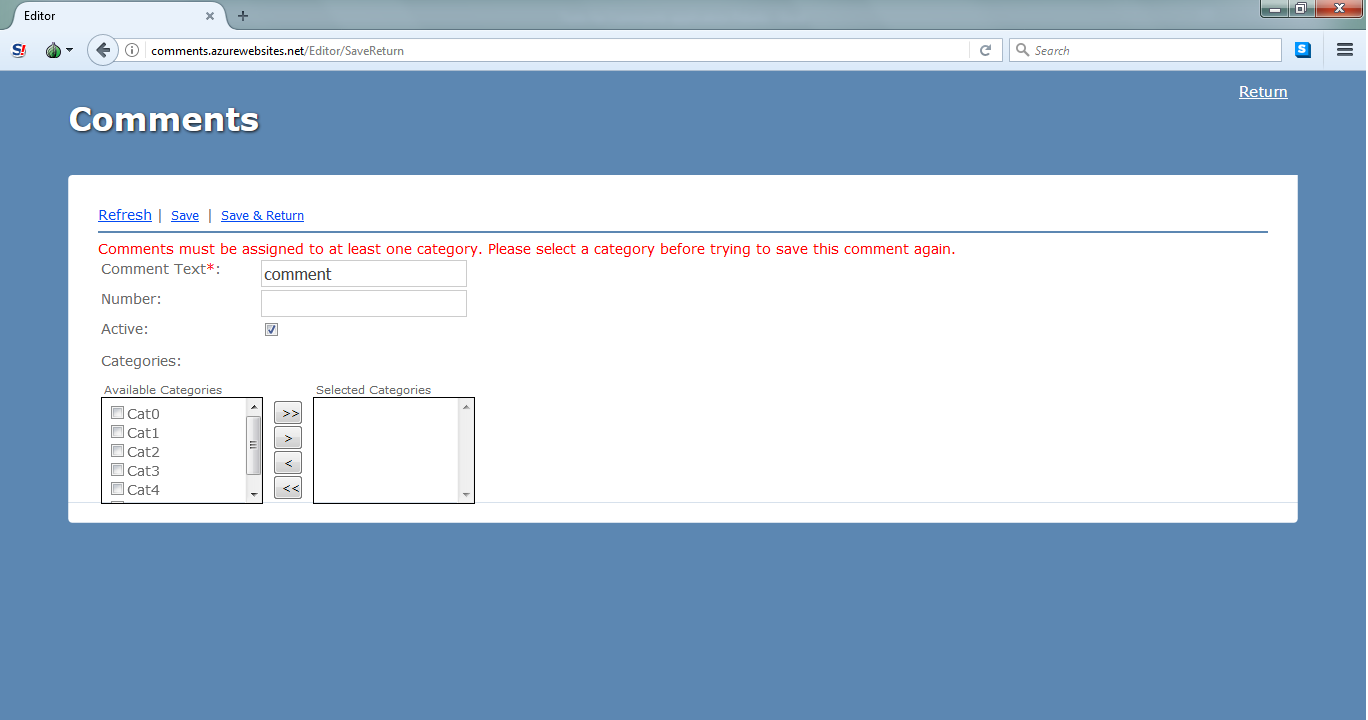 Editor
comments.azurewebsites.net/Editor/SaveReturn
Search
Return
Comments
Refresh | Save | Save & Return
Comments must be assigned to at least one category. Please select a category before trying to save this comment again.
Comment Text*: comment
Number:
Active:
Categories:
Available Categories
Selected Categories
Cat0
Cat1
Cat2
Cat3
Cat4
>>
>
<
<<